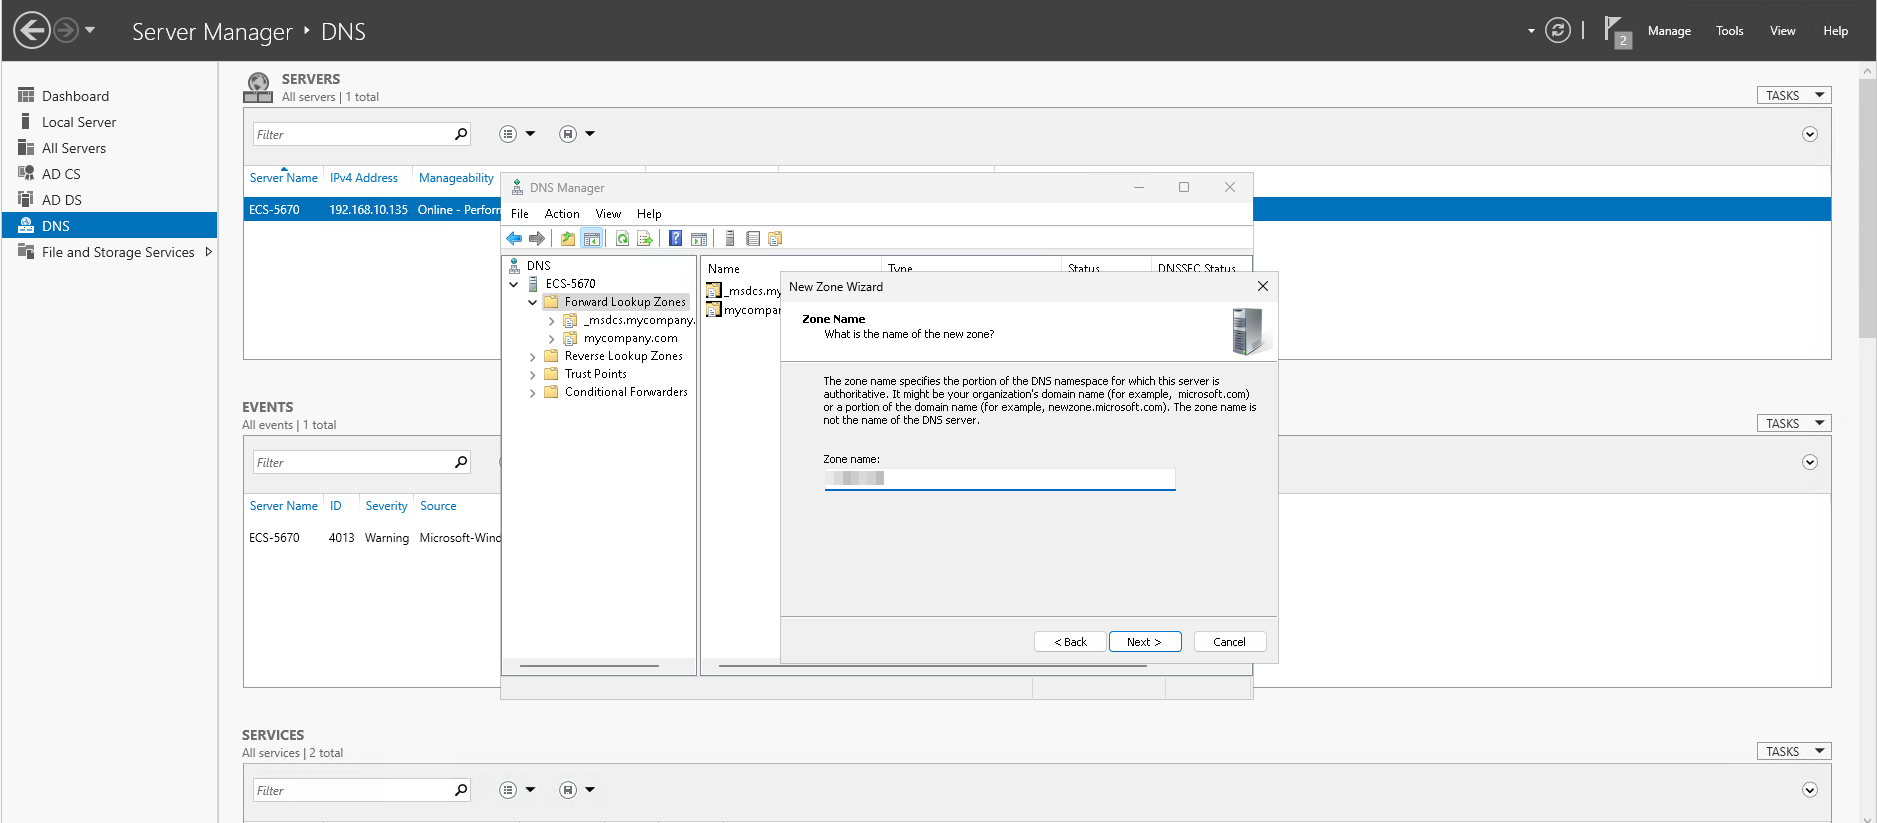 Server Manager ‣ DNS
2
Manage
Tools
View
Help
Dashboard
Local Server
All Servers
AD CS
AD DS
DNS
File and Storage Services
SERVERS
All servers | 1 total
TASKS
Filter
Server Name IPv4 Address Manageability
ECS-5670 192.168.10.135 Online - Perforn
EVENTS
All events | 1 total
TASKS
Filter
Server Name ID Severity Source
ECS-5670 4013 Warning Microsoft-Wind
SERVICES
All services | 2 total
TASKS
Filter
DNS Manager
File Action View Help
DNS
ECS-5670
Forward Lookup Zones
_msdcs.mycompany.
mycompany.com
Reverse Lookup Zones
Trust Points
Conditional Forwarders
Name Type Status DNSSEC Status
_msdcs.my
mycompan
New Zone Wizard
Zone Name
What is the name of the new zone?
The zone name specifies the portion of the DNS namespace for which this server is
authoritative. It might be your organization's domain name (for example, microsoft.com)
or a portion of the domain name (for example, newzone.microsoft.com). The zone name is
not the name of the DNS server.
Zone name:
< Back
Next >
Cancel